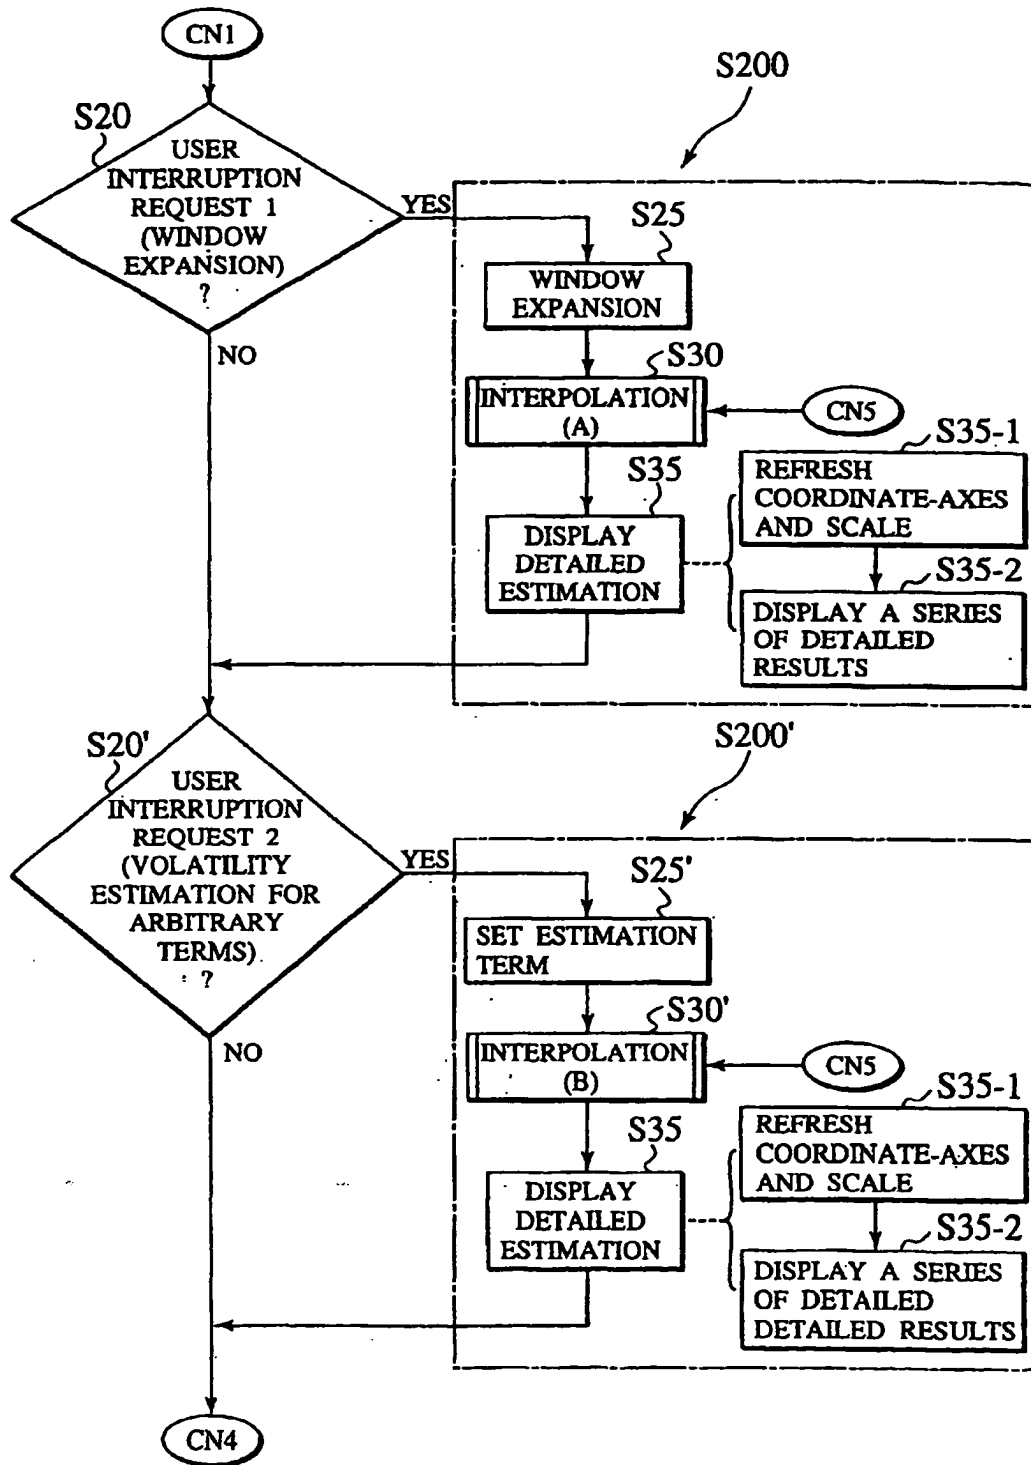 CN1
S200
S20
USER
INTERRUPTION
REQUEST 1
(WINDOW
EXPANSION)
?
YES
NO
S25
WINDOW
EXPANSION
S30
INTERPOLATION
(A)
CN5
S35
DISPLAY
DETAILED
ESTIMATION
S35-1
REFRESH
COORDINATE-AXES
AND SCALE
S35-2
DISPLAY A SERIES
OF DETAILED
RESULTS
S200'
S20'
USER
INTERRUPTION
REQUEST 2
(VOLATILITY
ESTIMATION FOR
ARBITRARY
TERMS)
?
YES
NO
S25'
SET ESTIMATION
TERM
S30'
INTERPOLATION
(B)
CN5
S35
DISPLAY
DETAILED
ESTIMATION
S35-1
REFRESH
COORDINATE-AXES
AND SCALE
S35-2
DISPLAY A SERIES
OF DETAILED
DETAILED RESULTS
CN4